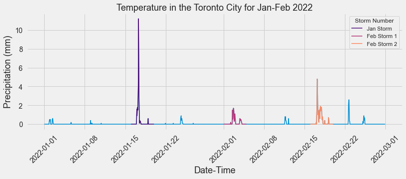 Temperature in the Toronto City for Jan-Feb 2022
Storm Number
Jan Storm
Feb Storm 1
Feb Storm 2
Precipitation (mm)
10
8
6
4
2
0
2022-01-01
2022-01-08
2022-01-15
2022-01-22
2022-02-01
2022-02-08
2022-02-15
2022-02-22
2022-03-01
Date-Time